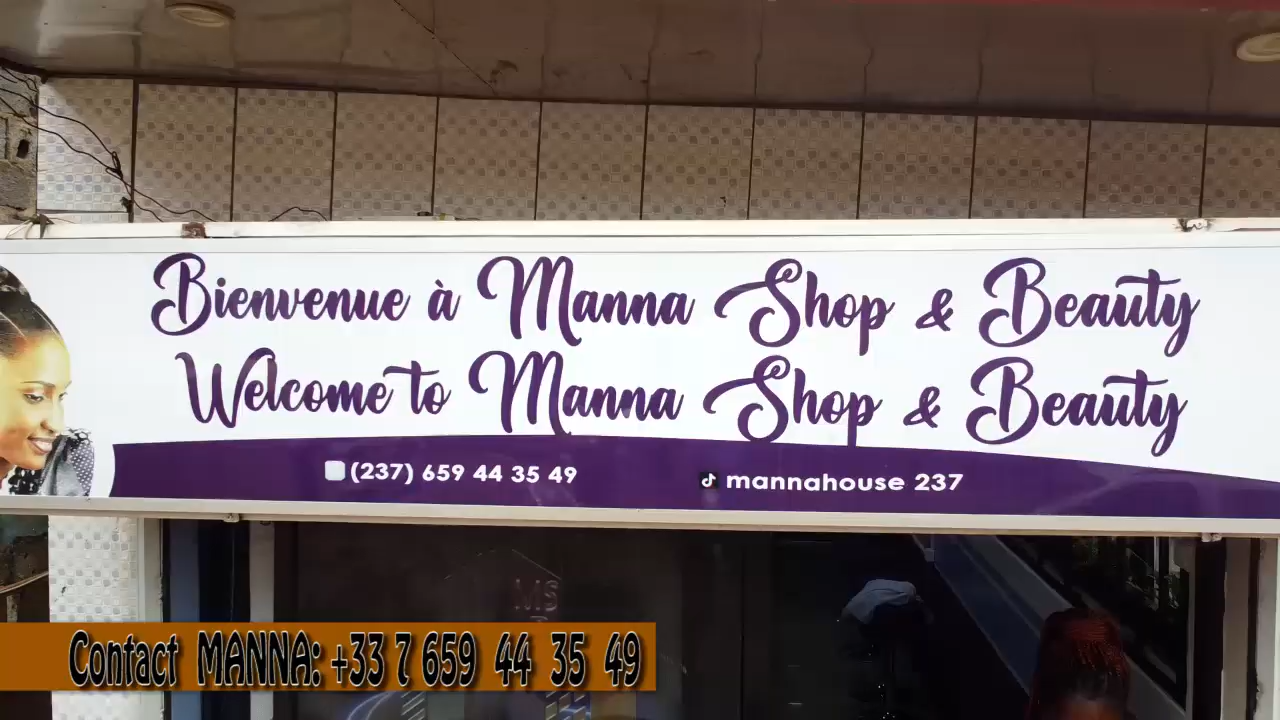 Bienvenue à Manna Shop & Beauty
Welcome to Manna Shop & Beauty
(237) 659 44 35 49
mannahouse 237
MS
Contact MANNA: +33 7 659 44 35 49